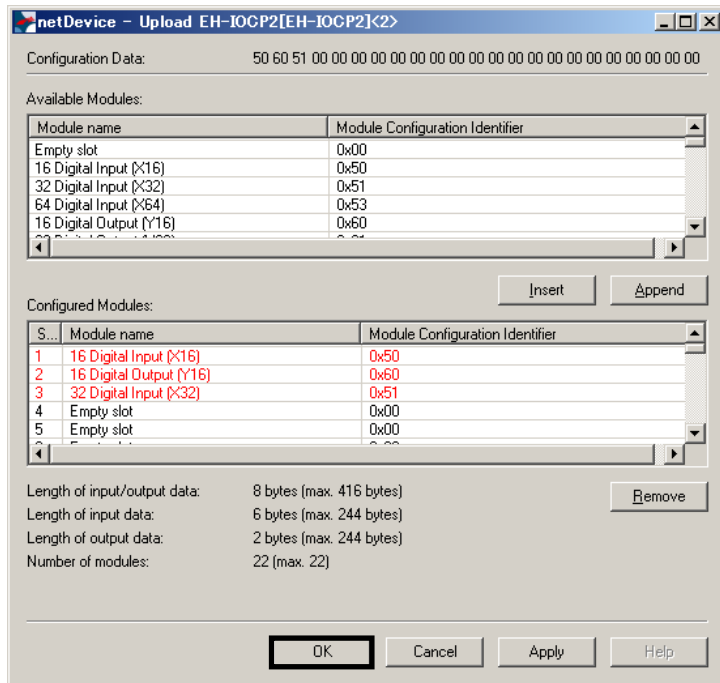 netDevice - Upload EH-IOCP2[EH-IOCP2]<2>
Configuration Data: 50 60 51 00 00 00 00 00 00 00 00 00 00 00 00 00 00 00 00 00 00 00
Available Modules:
Module name Module Configuration Identifier
Empty slot 0x00
16 Digital Input (X16) 0x50
32 Digital Input (X32) 0x51
64 Digital Input (X64) 0x53
16 Digital Output (Y16) 0x60
Insert Append
Configured Modules:
S... Module name Module Configuration Identifier
1 16 Digital Input (X16) 0x50
2 16 Digital Output (Y16) 0x60
3 32 Digital Input (X32) 0x51
4 Empty slot 0x00
5 Empty slot 0x00
Length of input/output data: 8 bytes (max. 416 bytes)
Remove
Length of input data: 6 bytes (max. 244 bytes)
Length of output data: 2 bytes (max. 244 bytes)
Number of modules: 22 (max. 22)
OK Cancel Apply Help